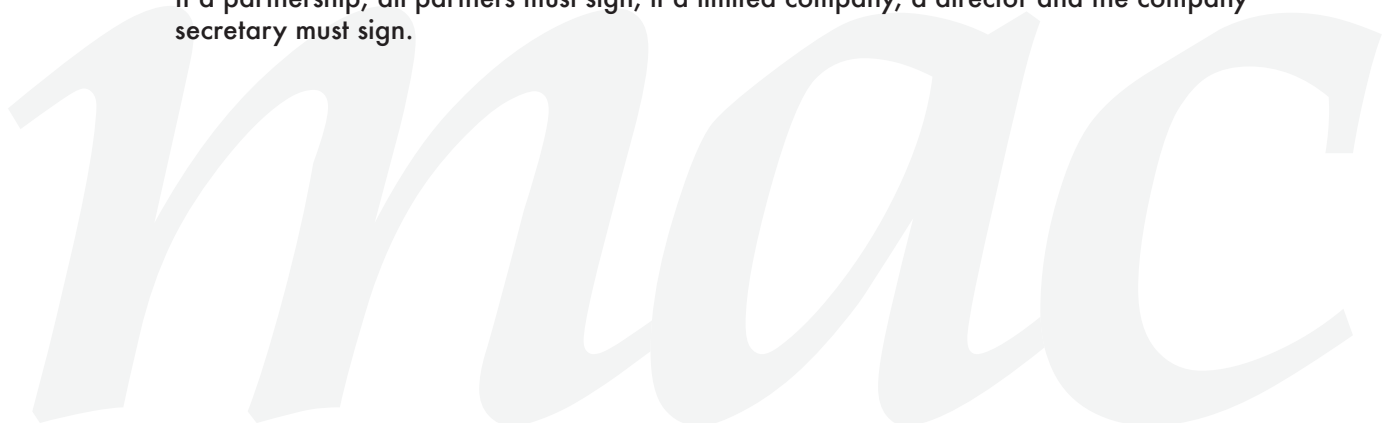 If a partnership, all partners must sign; if a limited company, a director and the company
secretary must sign.
mac